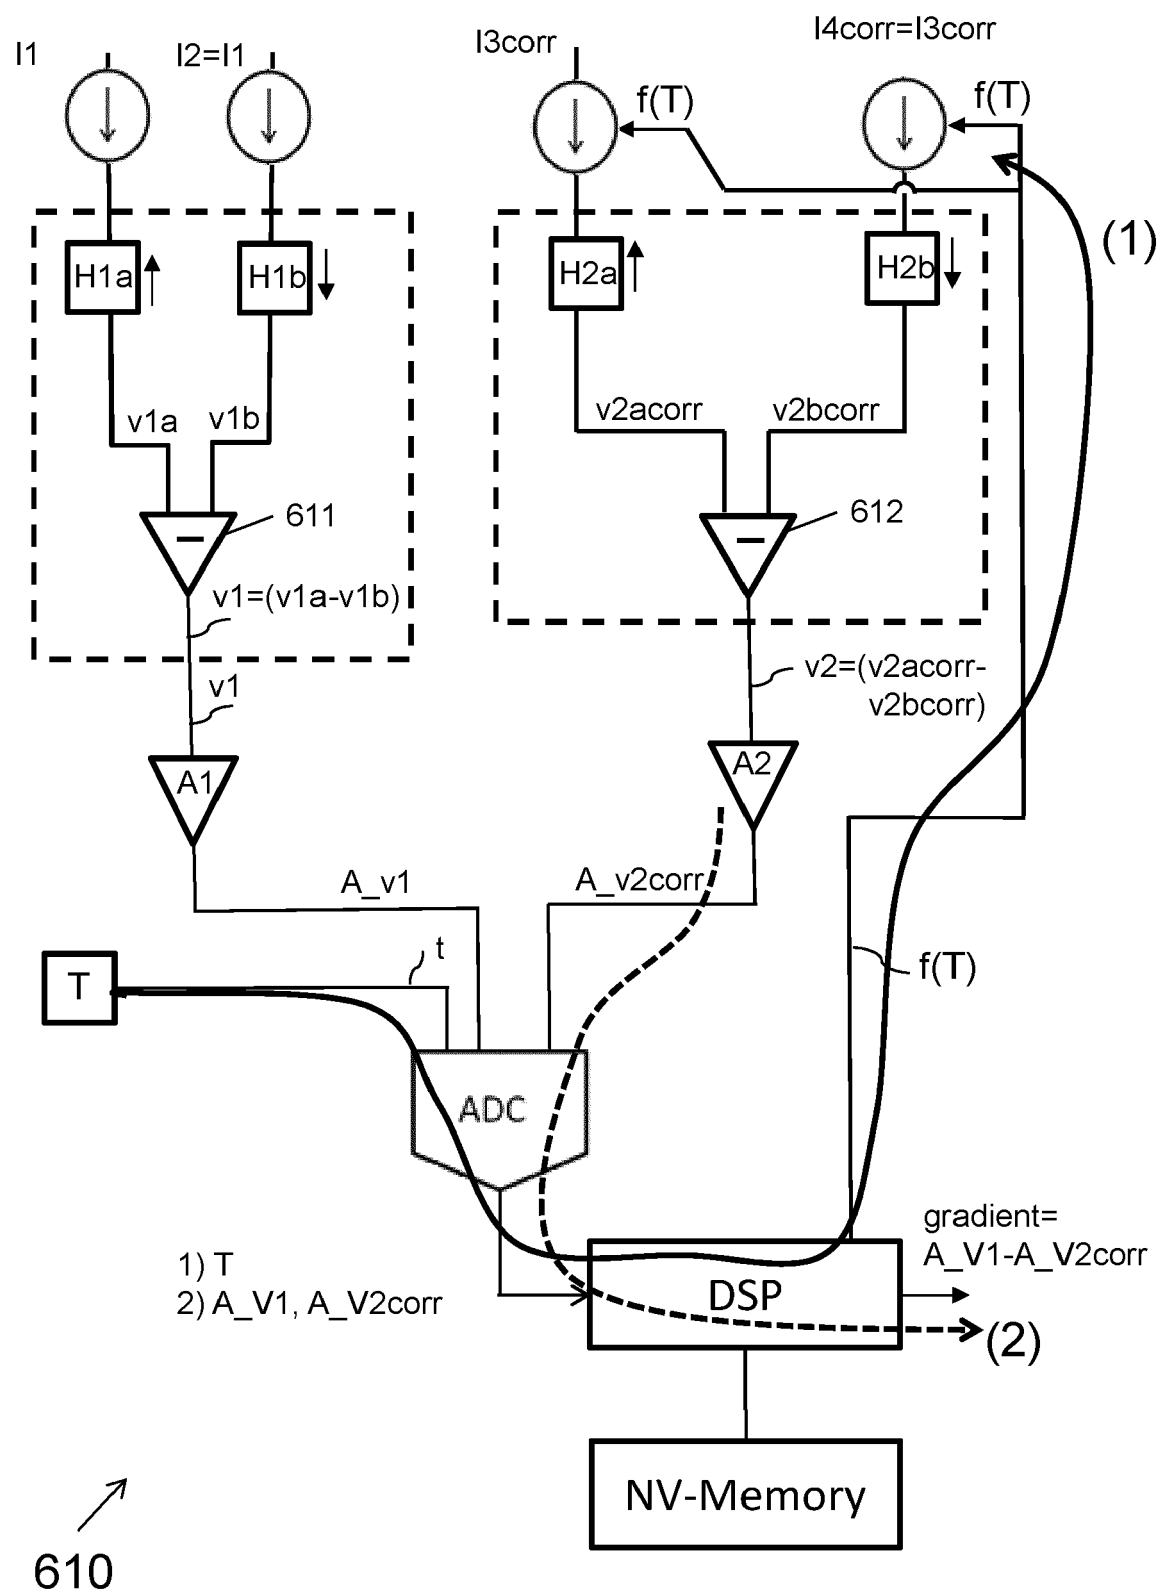 I1
I2=I1
I3corr
I4corr=I3corr
f(T)
f(T)
(1)
H1a
H1b
H2a
H2b
v1a
v1b
v2acorr
v2bcorr
611
612
v1=(v1a-v1b)
v1
v2=(v2acorr-
v2bcorr)
A1
A2
A_v1
A_v2corr
t
T
f(T)
ADC
gradient=
A_V1-A_V2corr
1) T
2) A_V1, A_V2corr
DSP
(2)
NV-Memory
610